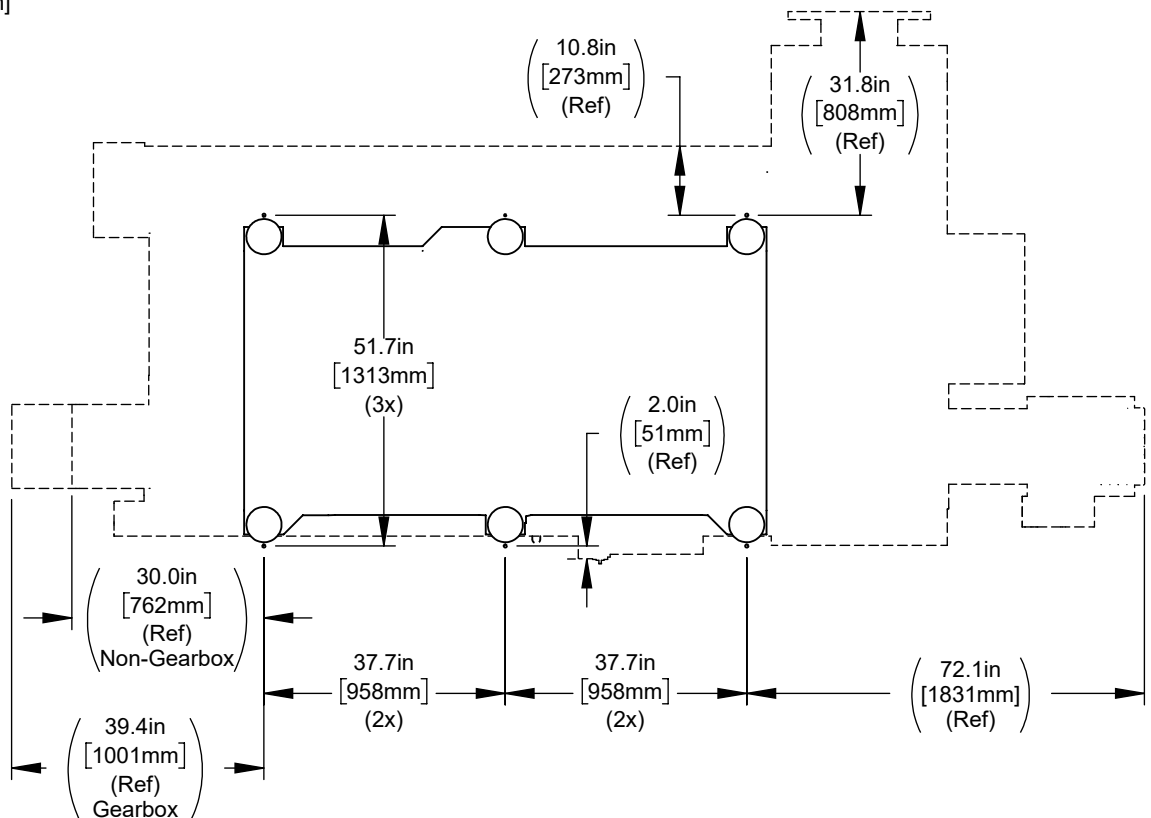 10.8in
[273mm]
(Ref)
31.8in
[808mm]
(Ref)
51.7in
[1313mm]
(3x)
2.0in
[51mm]
(Ref)
30.0in
[762mm]
(Ref)
Non-Gearbox
37.7in
[958mm]
(2x)
37.7in
[958mm]
(2x)
72.1in
[1831mm]
(Ref)
39.4in
[1001mm]
(Ref)
Gearbox